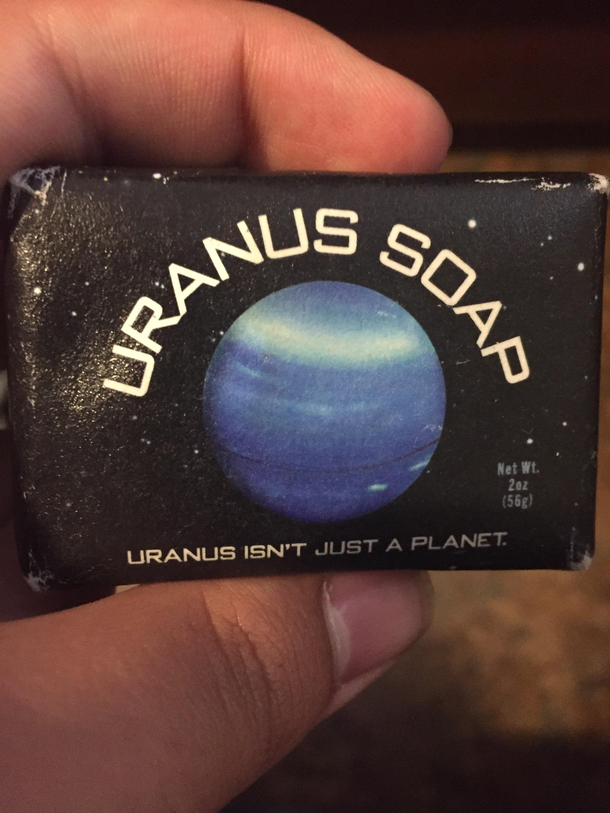 URANUS SOAP
Net Wt.
2oz
(56g)
URANUS ISN'T JUST A PLANET.